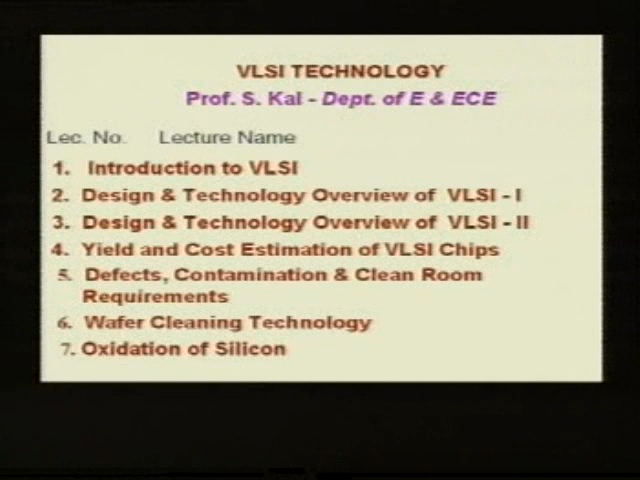 VLSI TECHNOLOGY
Prof. S. Kal - Dept. of E & ECE
Lec. No. Lecture Name
1. Introduction to VLSI
2. Design & Technology Overview of VLSI - I
3. Design & Technology Overview of VLSI - II
4. Yield and Cost Estimation of VLSI Chips
5. Defects, Contamination & Clean Room
Requirements
6. Wafer Cleaning Technology
7. Oxidation of Silicon